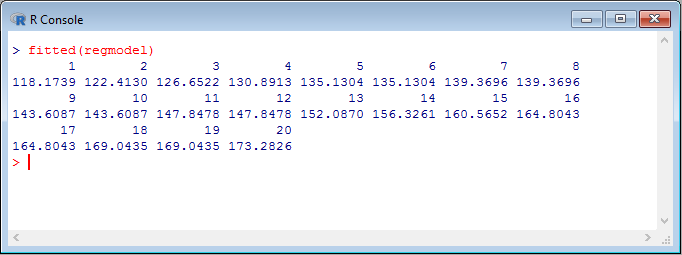 R Console
> fitted(regmodel)
1 2 3 4 5 6 7 8
118.1739 122.4130 126.6522 130.8913 135.1304 135.1304 139.3696 139.3696
9 10 11 12 13 14 15 16
143.6087 143.6087 147.8478 147.8478 152.0870 156.3261 160.5652 164.8043
17 18 19 20
164.8043 169.0435 169.0435 173.2826
>